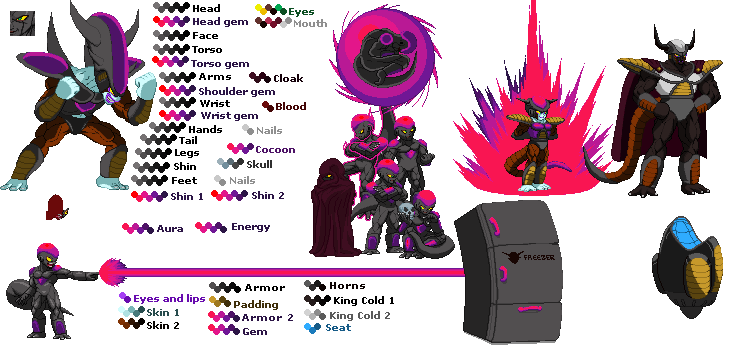 Head
Head gem
Face
Torso
Torso gem
Arms
Shoulder gem
Wrist
Wrist gem
Hands
Tail
Legs
Shin
Feet
Shin 1
Shin 2
Eyes
Mouth
Cloak
Blood
Nails
Cocoon
Skull
Nails
Aura
Energy
FREEZER
Eyes and lips
Skin 1
Skin 2
Armor
Padding
Armor 2
Gem
Horns
King Cold 1
King Cold 2
Seat